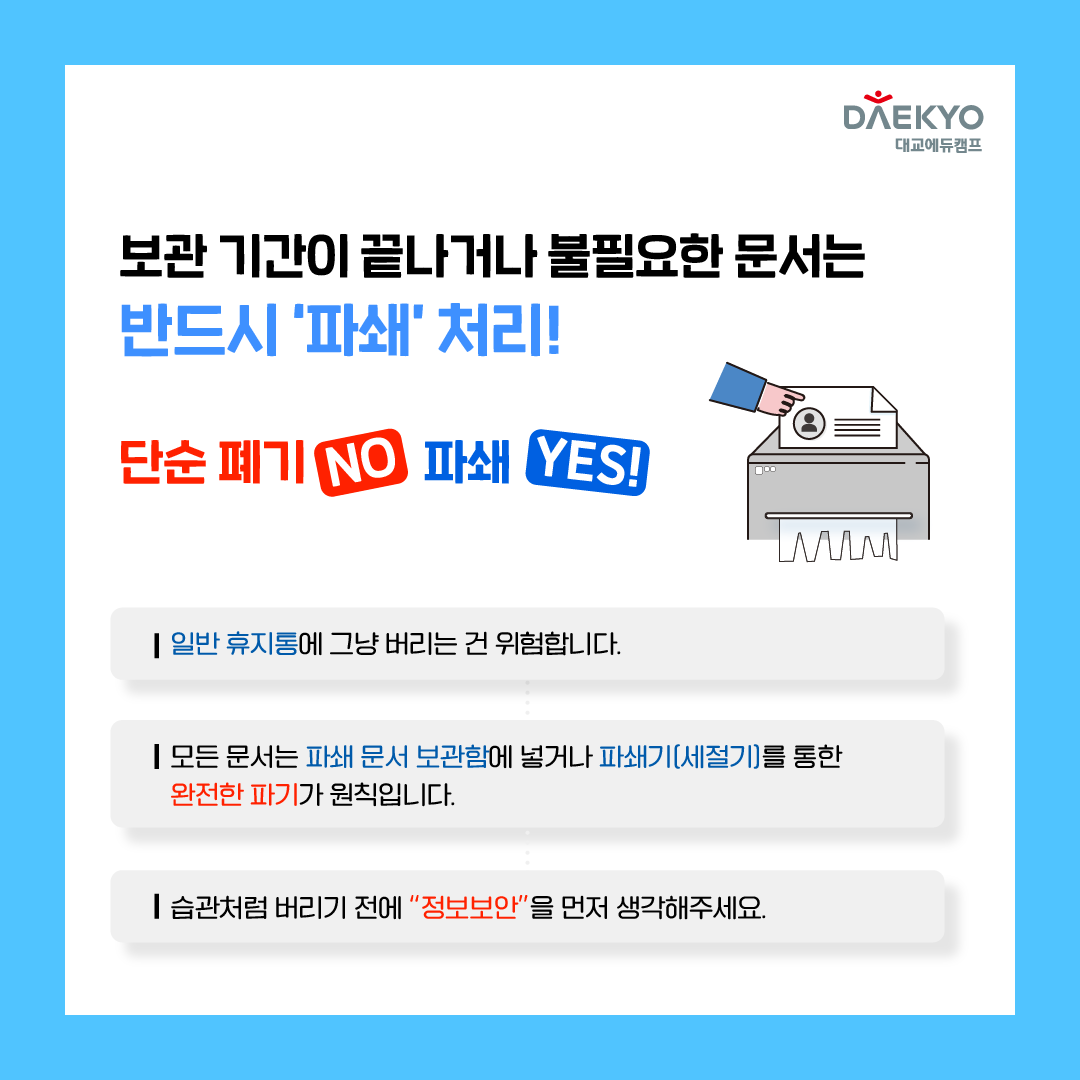 DAEKYO
대교에듀캠프
보관 기간이 끝나거나 불필요한 문서는
반드시 '파쇄' 처리!
단순 폐기 NO 파쇄 YES!
일반 휴지통에 그냥 버리는 건 위험합니다.
모든 문서는 파쇄 문서 보관함에 넣거나 파쇄기(세절기)를 통한
완전한 파기가 원칙입니다.
습관처럼 버리기 전에 “정보보안”을 먼저 생각해주세요.